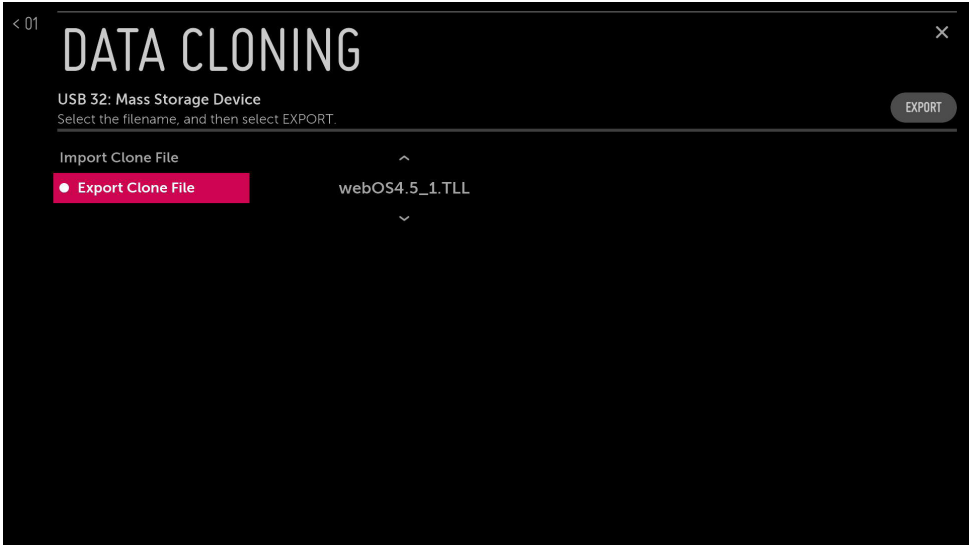 < 01
DATA CLONING
USB 32: Mass Storage Device
Select the filename, and then select EXPORT.
EXPORT
Import Clone File
Export Clone File
webOS4.5_1.TLL